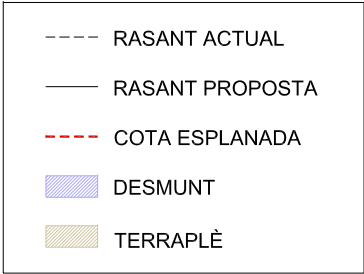 RASANT ACTUAL
RASANT PROPOSTA
COTA ESPLANADA
DESMUNT
TERRAPLÈ